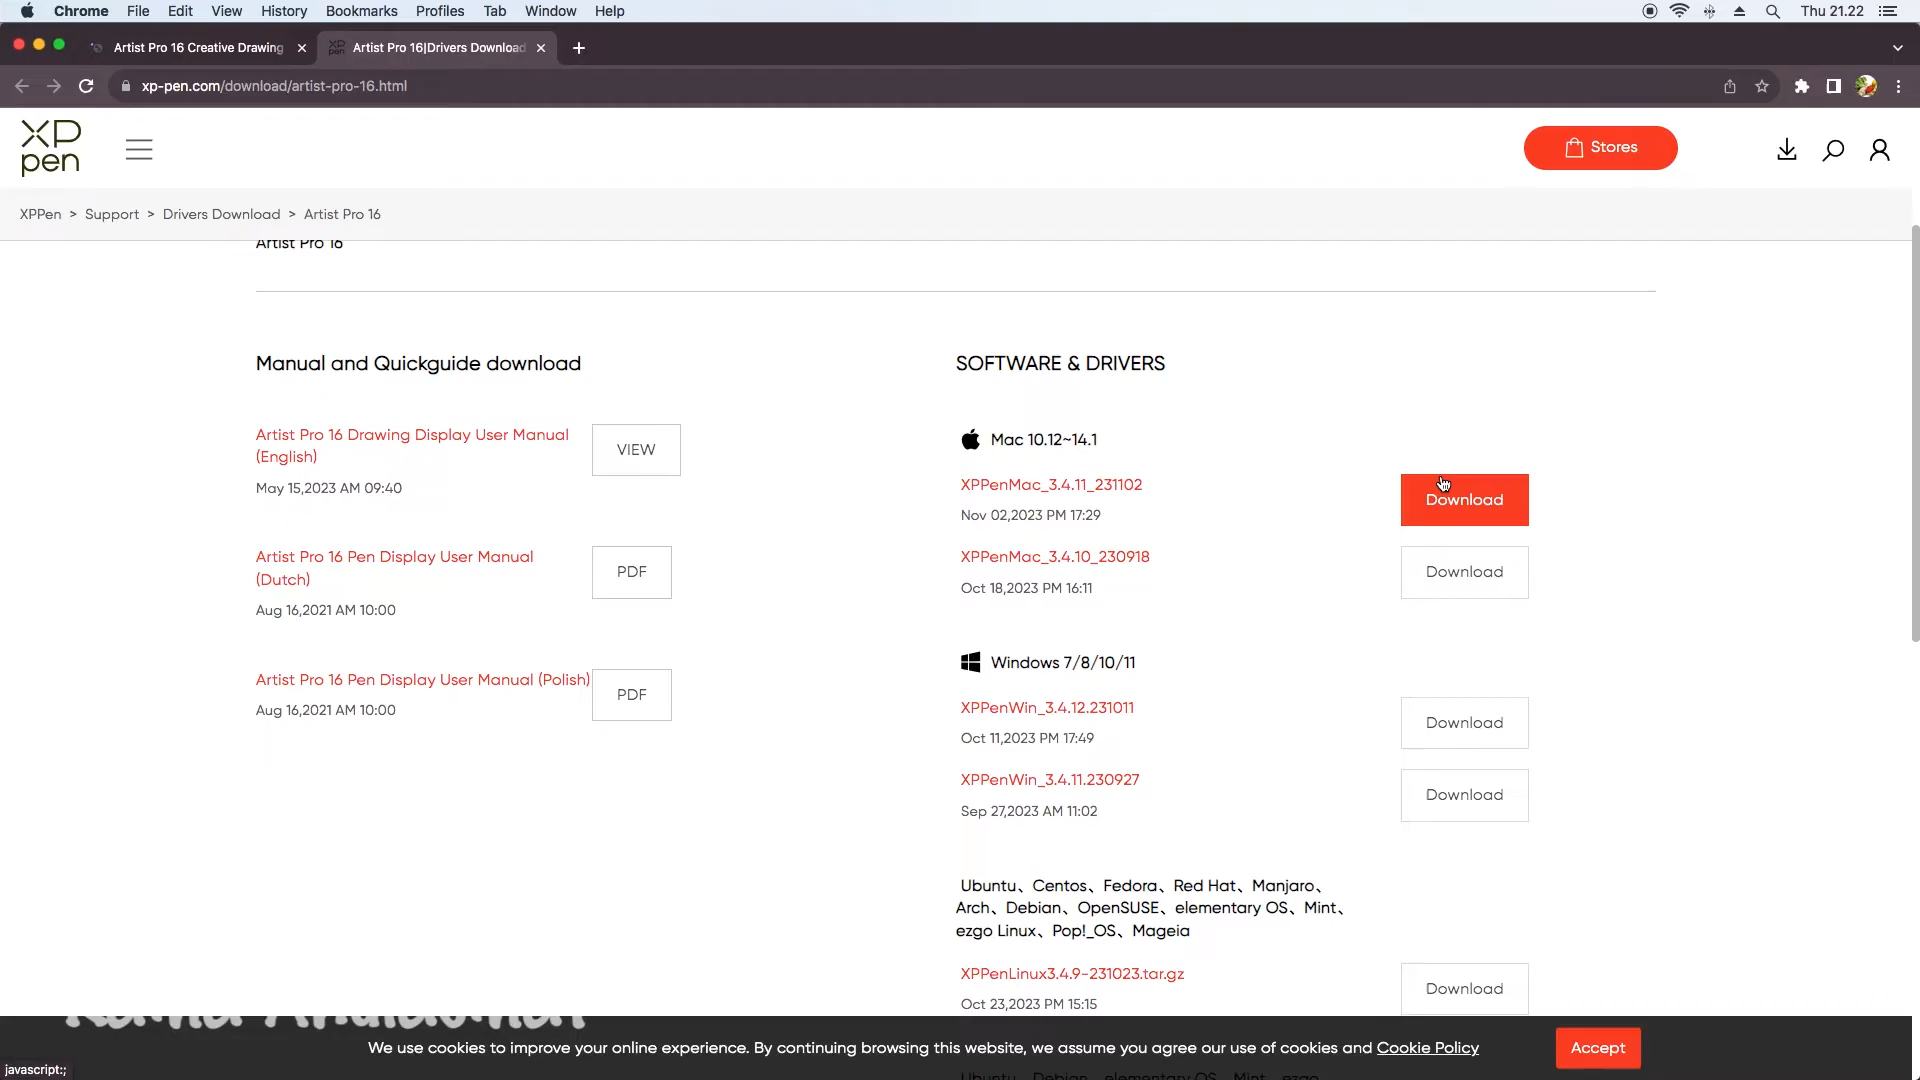 Chrome File Edit View History Bookmarks Profiles Tab Window Help Thu 21.22
Artist Pro 16 Creative Drawing
Artist Pro 16|Drivers Download
xp-pen.com/download/artist-pro-16.html
XP
pen
Stores
XPPen > Support > Drivers Download > Artist Pro 16
Artist Pro 16
Manual and Quickguide download
Artist Pro 16 Drawing Display User Manual
(English)
VIEW
May 15,2023 AM 09:40
Artist Pro 16 Pen Display User Manual
(Dutch)
PDF
Aug 16,2021 AM 10:00
Artist Pro 16 Pen Display User Manual (Polish)
PDF
Aug 16,2021 AM 10:00
SOFTWARE & DRIVERS
Mac 10.12~14.1
XPPenMac_3.4.11_231102
Download
Nov 02,2023 PM 17:29
XPPenMac_3.4.10_230918
Download
Oct 18,2023 PM 16:11
Windows 7/8/10/11
XPPenWin_3.4.12.231011
Download
Oct 11,2023 PM 17:49
XPPenWin_3.4.11.230927
Download
Sep 27,2023 AM 11:02
Ubuntu、Centos、Fedora、Red Hat、Manjaro、
Arch、Debian、OpenSUSE、elementary OS、Mint、
ezgo Linux、Pop!_OS、Mageia
XPPenLinux3.4.9-231023.tar.gz
Download
Oct 23,2023 PM 15:15
We use cookies to improve your online experience. By continuing browsing this website, we assume you agree our use of cookies and Cookie Policy
Accept
javascript:;
Ubuntu、Debian、elementary OS、Mint、ezgo